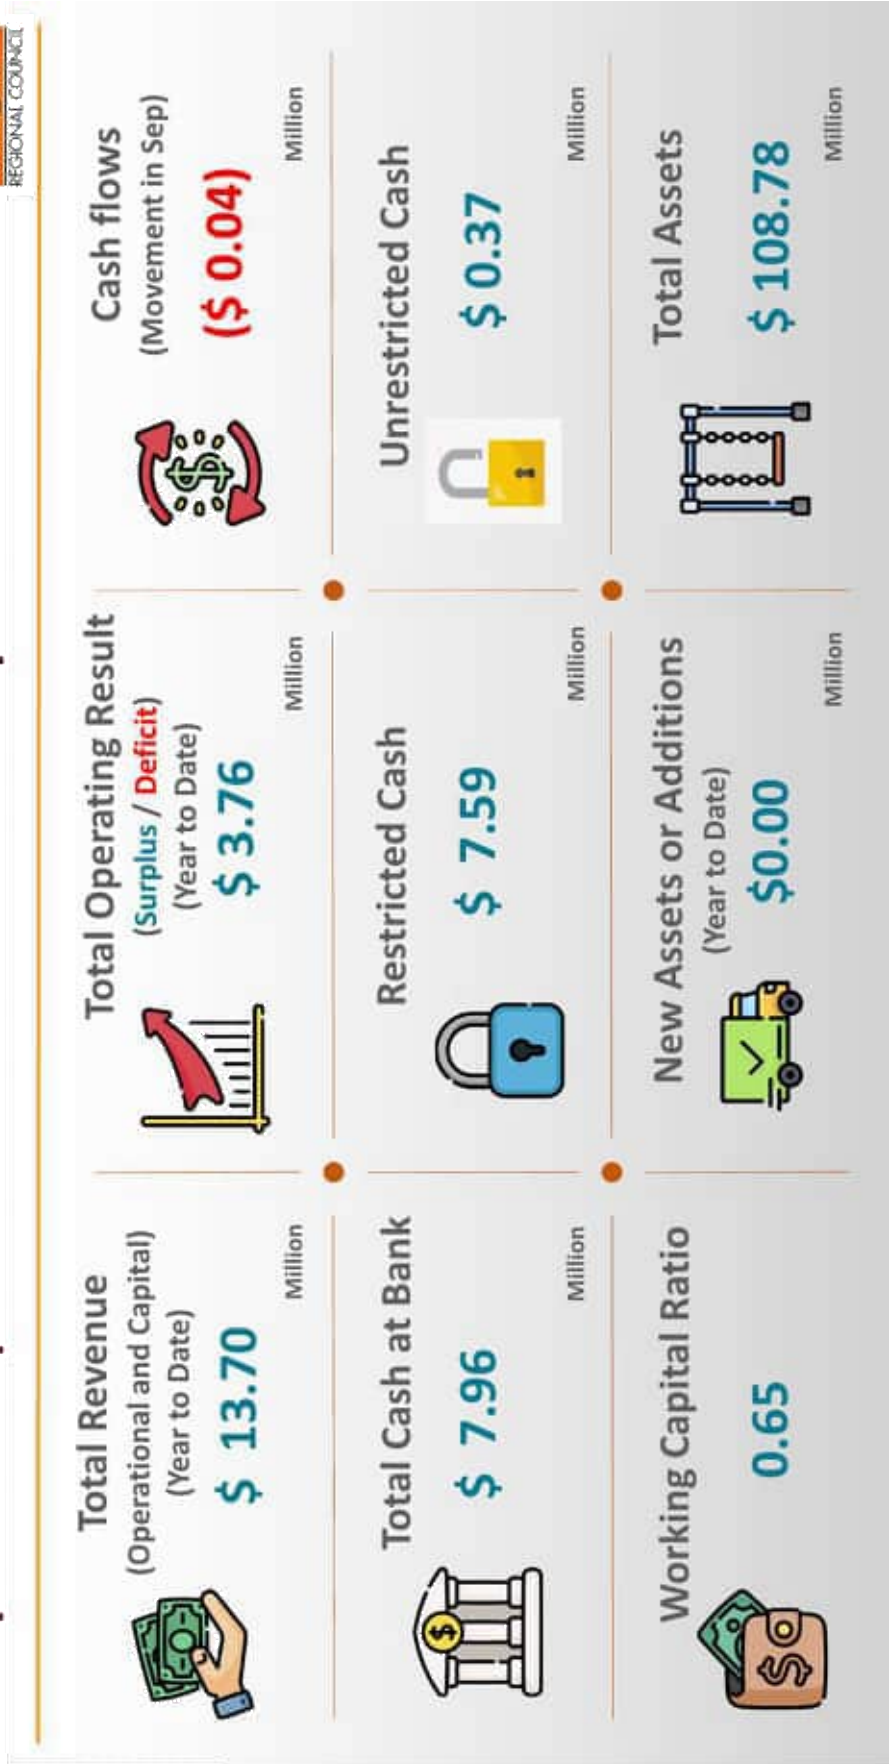 REGIONAL COUNCIL
Total Revenue
(Operational and Capital)
(Year to Date)
$ 13.70
Million
Total Operating Result
(Surplus / Deficit)
(Year to Date)
$ 3.76
Million
Cash flows
(Movement in Sep)
($ 0.04)
Million
Total Cash at Bank
$ 7.96
Million
Restricted Cash
$ 7.59
Million
Unrestricted Cash
$ 0.37
Million
Working Capital Ratio
0.65
New Assets or Additions
(Year to Date)
$0.00
Million
Total Assets
$ 108.78
Million